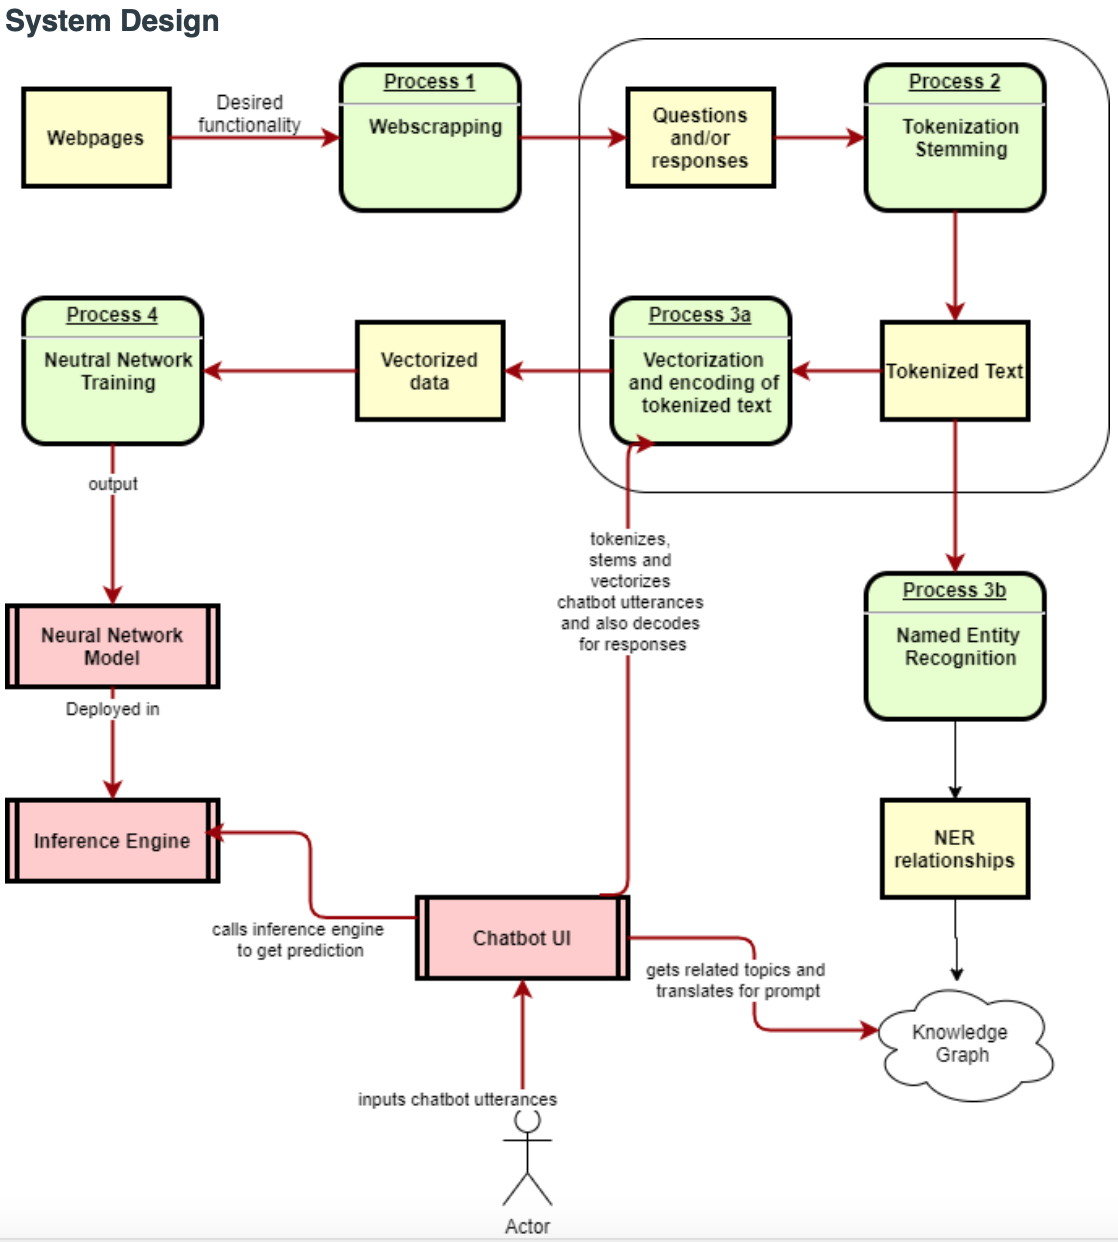 System Design
Webpages
Desired
functionality
Process 1
Webscrapping
Questions
and/or
responses
Process 2
Tokenization
Stemming
Process 4
Neutral Network
Training
Vectorized
data
Process 3a
Vectorization
and encoding of
tokenized text
Tokenized Text
output
tokenizes,
stems and
vectorizes
chatbot utterances
and also decodes
for responses
Process 3b
Named Entity
Recognition
Neural Network
Model
Deployed in
Inference Engine
NER
relationships
calls inference engine
to get prediction
Chatbot UI
gets related topics and
translates for prompt
Knowledge
Graph
inputs chatbot utterances
Actor